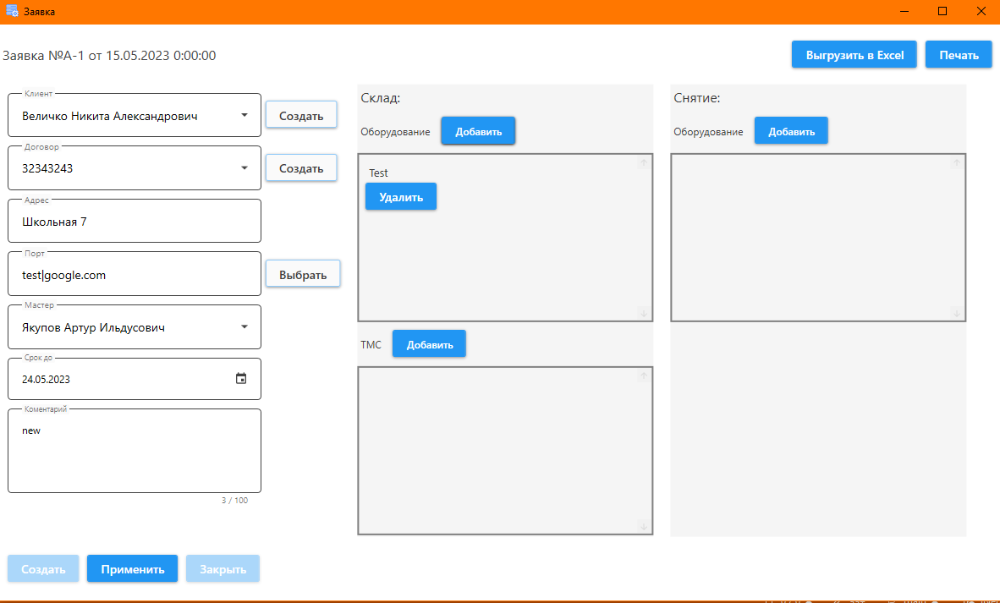 Заявка
Заявка №А-1 от 15.05.2023 0:00:00
Выгрузить в Excel
Печать
Клиент
Величко Никита Александрович
Создать
Договор
32343243
Создать
Адрес
Школьная 7
Порт
test|google.com
Выбрать
Мастер
Якупов Артур Ильдусович
Срок до
24.05.2023
Коментарий
new
3 / 100
Склад:
Оборудование
Добавить
Test
Удалить
ТМС
Добавить
Снятие:
Оборудование
Добавить
Создать
Применить
Закрыть